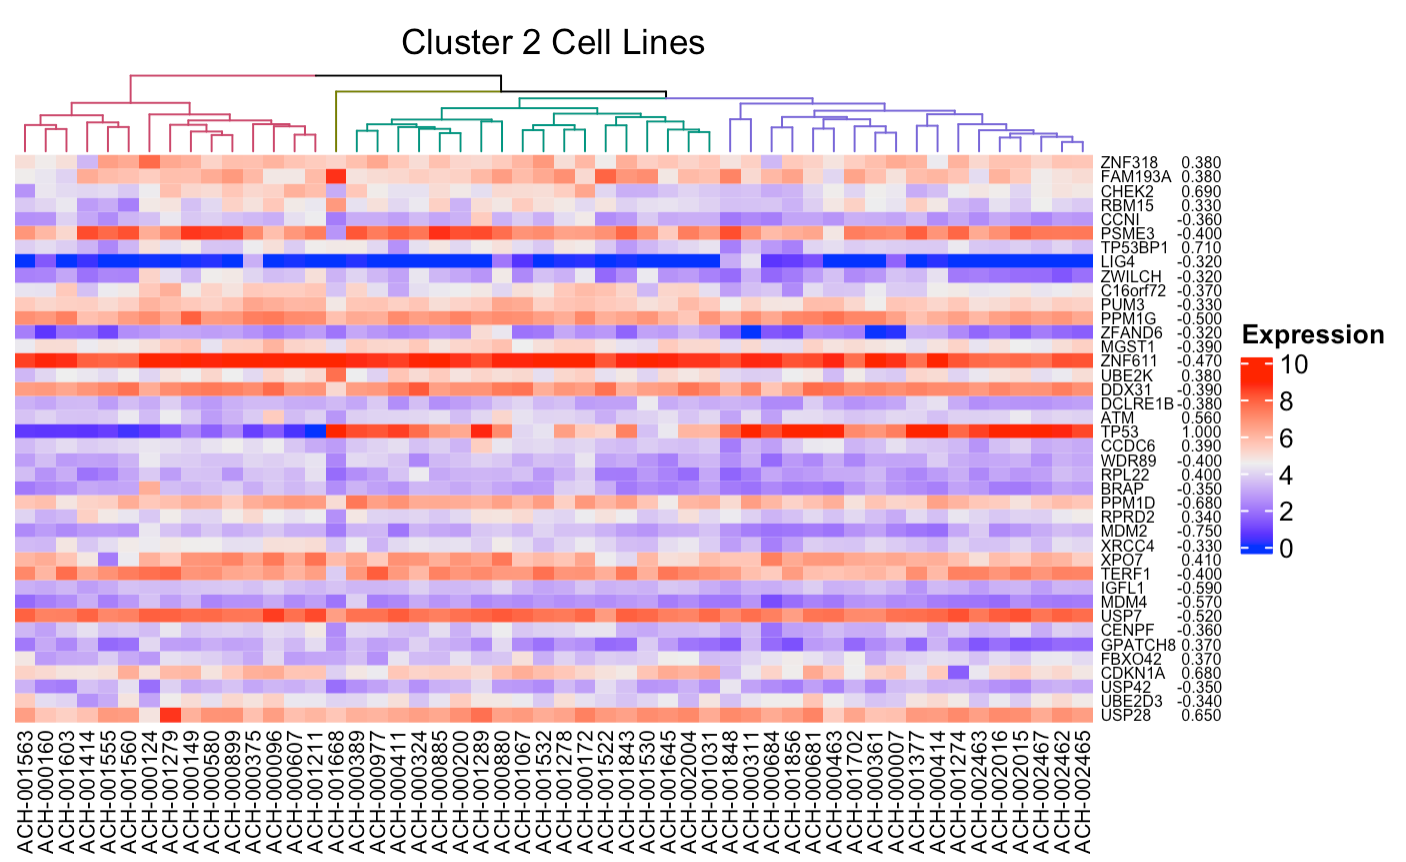 Cluster 2 Cell Lines
ZNF318 0.380
FAM193A 0.380
CHEK2 0.690
RBM15 0.330
CCNI -0.360
PSME3 -0.400
TP53BP1 0.710
LIG4 -0.320
ZWILCH -0.320
C16orf72 -0.370
PUM3 -0.330
PPM1G -0.500
ZFAND6 -0.320
MGST1 -0.390
ZNF611 -0.470
UBE2K 0.380
DDX31 -0.390
DCLRE1B -0.380
ATM 0.560
TP53 1.000
CCDC6 0.390
WDR89 -0.400
RPL22 0.400
BRAP -0.350
PPM1D -0.680
RPRD2 0.340
MDM2 -0.750
XRCC4 -0.330
XPO7 0.410
TERF1 -0.400
IGFL1 -0.590
MDM4 -0.570
USP7 -0.520
CENPF -0.360
GPATCH8 0.370
FBXO42 0.370
CDKN1A 0.680
USP42 -0.350
UBE2D3 -0.340
USP28 0.650
Expression
10
8
6
4
2
0
ACH-001563
ACH-000160
ACH-001603
ACH-001414
ACH-001555
ACH-001560
ACH-000124
ACH-001279
ACH-000149
ACH-000580
ACH-000899
ACH-000375
ACH-000096
ACH-000607
ACH-001211
ACH-001668
ACH-000389
ACH-000977
ACH-000411
ACH-000324
ACH-000885
ACH-000200
ACH-001289
ACH-000880
ACH-001067
ACH-001532
ACH-001278
ACH-000172
ACH-001522
ACH-001843
ACH-001530
ACH-001645
ACH-002004
ACH-001031
ACH-001848
ACH-000311
ACH-000684
ACH-001856
ACH-000681
ACH-000463
ACH-001702
ACH-000361
ACH-000007
ACH-001377
ACH-000414
ACH-001274
ACH-002463
ACH-002016
ACH-002015
ACH-002467
ACH-002462
ACH-002465